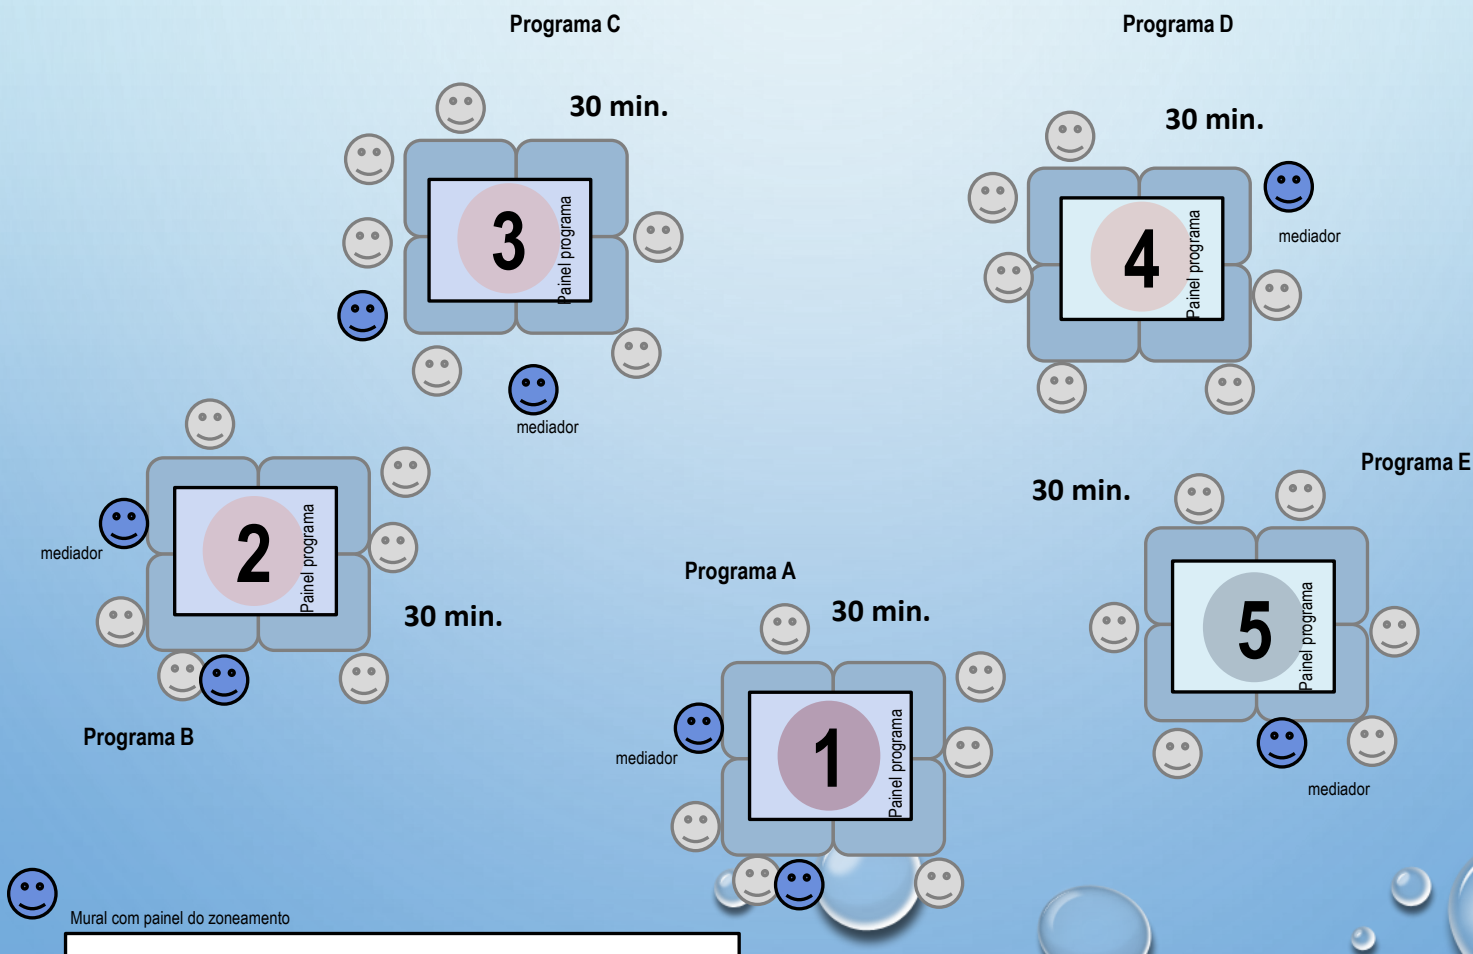 Programa C
Programa D
30 min.
30 min.
3
Painel programa
4
Painel programa
mediador
mediador
Programa E
30 min.
2
Painel programa
mediador
30 min.
Programa B
Programa A
30 min.
5
Painel programa
mediador
1
Painel programa
mediador
Mural com painel do zoneamento